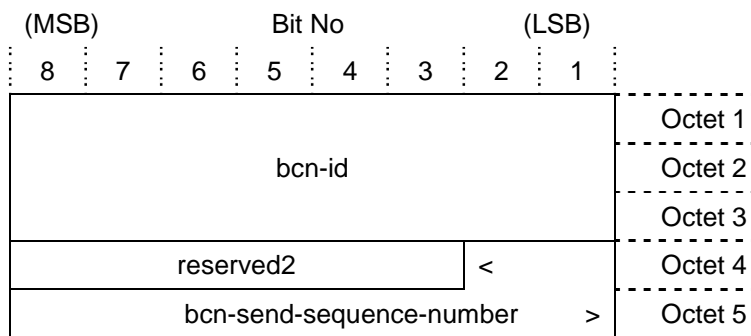 (MSB) Bit No (LSB)
8 7 6 5 4 3 2 1
Octet 1
bcn-id Octet 2
Octet 3
reserved2 < Octet 4
bcn-send-sequence-number > Octet 5